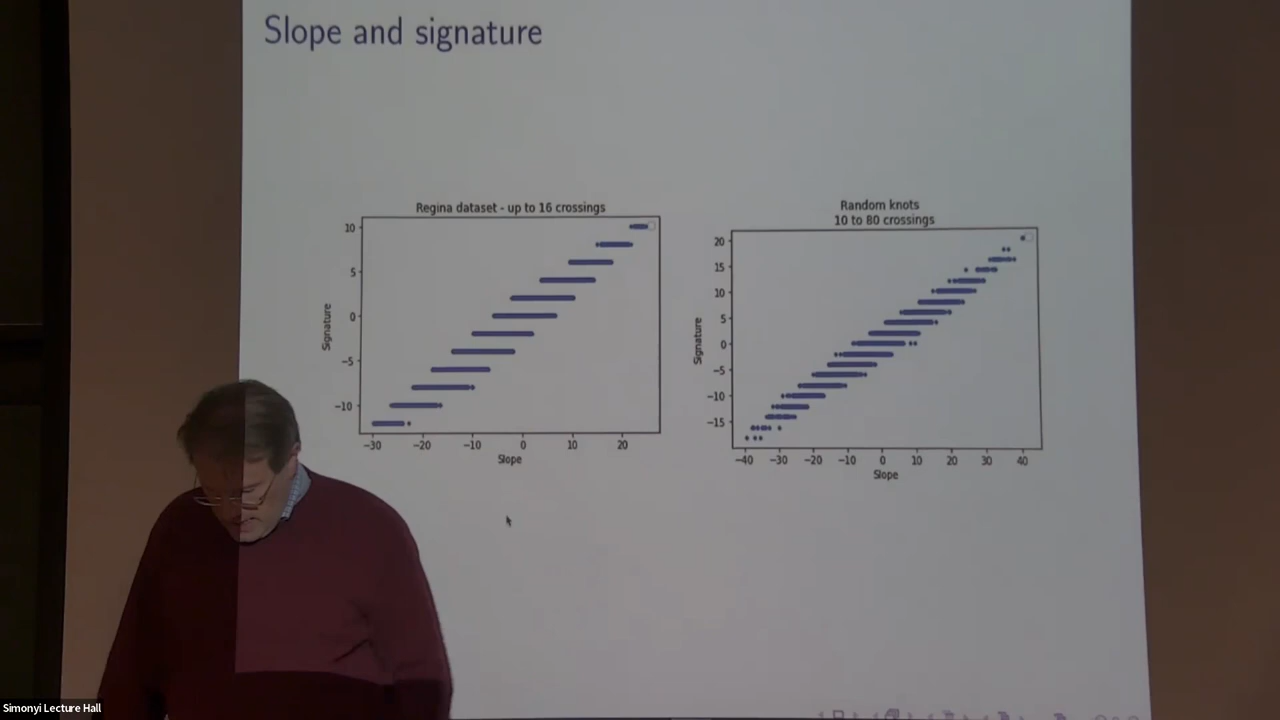 Slope and signature
Regina dataset - up to 16 crossings
10
5
0
−5
−10
Signature
−30 −20 −10 0 10 20
Slope
Random knots
10 to 80 crossings
20
15
10
5
0
−5
−10
−15
Signature
−40 −30 −20 −10 0 10 20 30 40
Slope
Simonyi Lecture Hall